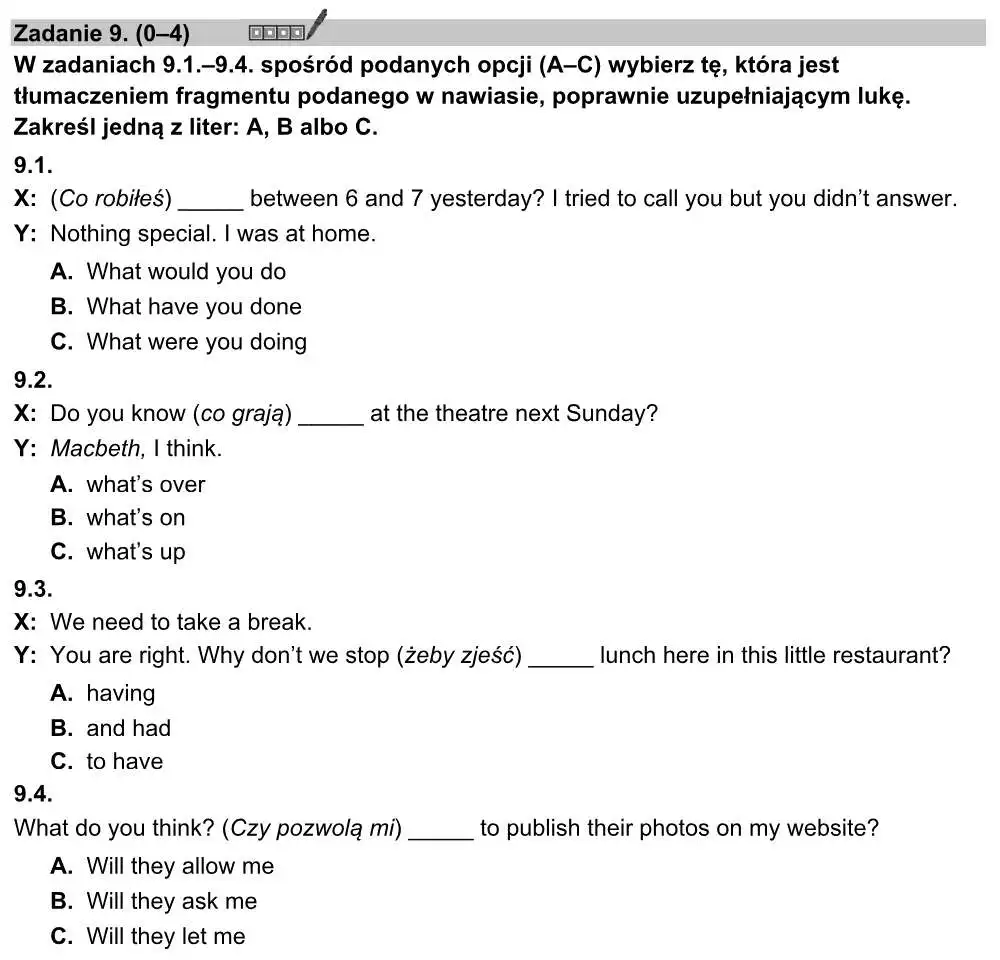 Zadanie 9. (0–4)
W zadaniach 9.1.–9.4. spośród podanych opcji (A–C) wybierz tę, która jest
tłumaczeniem fragmentu podanego w nawiasie, poprawnie uzupełniającym lukę.
Zakreśl jedną z liter: A, B albo C.
9.1.
X: (Co robiłeś) _____ between 6 and 7 yesterday? I tried to call you but you didn’t answer.
Y: Nothing special. I was at home.
A. What would you do
B. What have you done
C. What were you doing
9.2.
X: Do you know (co grają) _____ at the theatre next Sunday?
Y: Macbeth, I think.
A. what’s over
B. what’s on
C. what’s up
9.3.
X: We need to take a break.
Y: You are right. Why don’t we stop (żeby zjeść) _____ lunch here in this little restaurant?
A. having
B. and had
C. to have
9.4.
What do you think? (Czy pozwolą mi) _____ to publish their photos on my website?
A. Will they allow me
B. Will they ask me
C. Will they let me